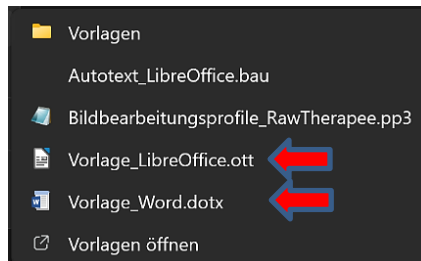 Vorlagen
Autotext_LibreOffice.bau
Bildbearbeitungsprofile_RawTherapee.pp3
Vorlage_LibreOffice.ott
Vorlage_Word.dotx
Vorlagen öffnen